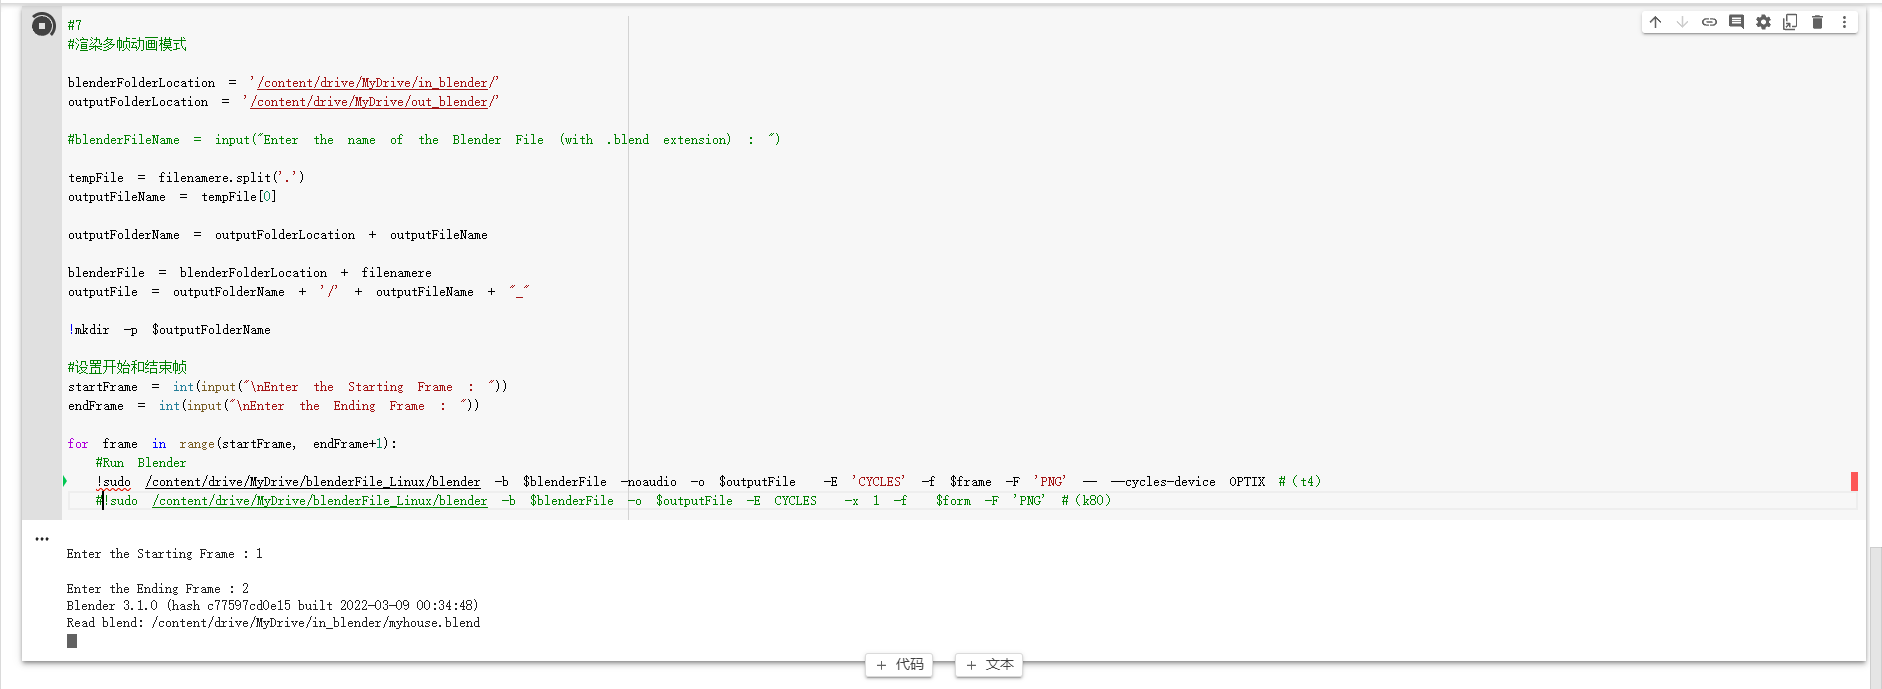 #7
#渲染多帧动画模式
blenderFolderLocation = '/content/drive/MyDrive/in_blender/'
outputFolderLocation = '/content/drive/MyDrive/out_blender/'
#blenderFileName = input("Enter the name of the Blender File (with .blend extension) : ")
tempFile = filenamere.split('.')
outputFileName = tempFile[0]
outputFolderName = outputFolderLocation + outputFileName
blenderFile = blenderFolderLocation + filenamere
outputFile = outputFolderName + '/' + outputFileName + "_"
!mkdir -p $outputFolderName
#设置开始和结束帧
startFrame = int(input("\nEnter the Starting Frame : "))
endFrame = int(input("\nEnter the Ending Frame : "))
for frame in range(startFrame, endFrame+1):
#Run Blender
!sudo /content/drive/MyDrive/blenderFile_Linux/blender -b $blenderFile -noaudio -o $outputFile -E 'CYCLES' -f $frame -F 'PNG' -- --cycles-device OPTIX #（t4）
#!sudo /content/drive/MyDrive/blenderFile_Linux/blender -b $blenderFile -o $outputFile -E CYCLES -x 1 -f $form -F 'PNG' #（k80）
Enter the Starting Frame : 1
Enter the Ending Frame : 2
Blender 3.1.0 (hash c77597cd0e15 built 2022-03-09 00:34:48)
Read blend: /content/drive/MyDrive/in_blender/myhouse.blend
+ 代码 + 文本